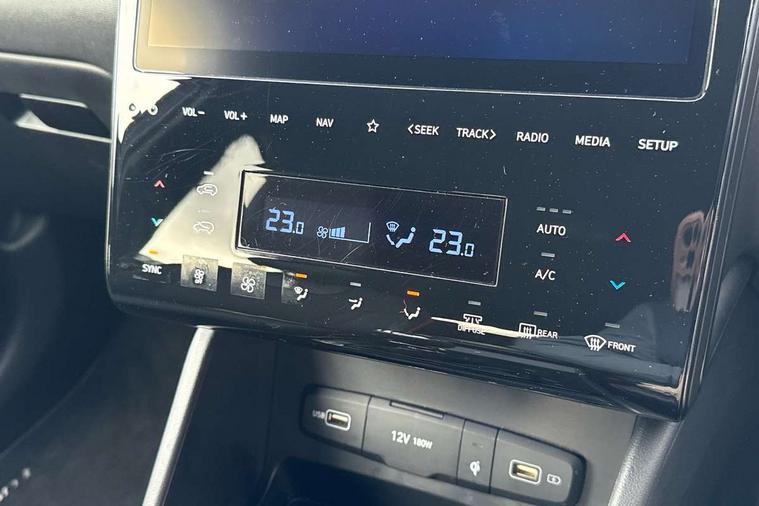 VOL- VOL+ MAP NAV <SEEK TRACK> RADIO MEDIA SETUP
23.0 23.0
AUTO
A/C
SYNC
DIFFUSE REAR FRONT
USB 12V 180W